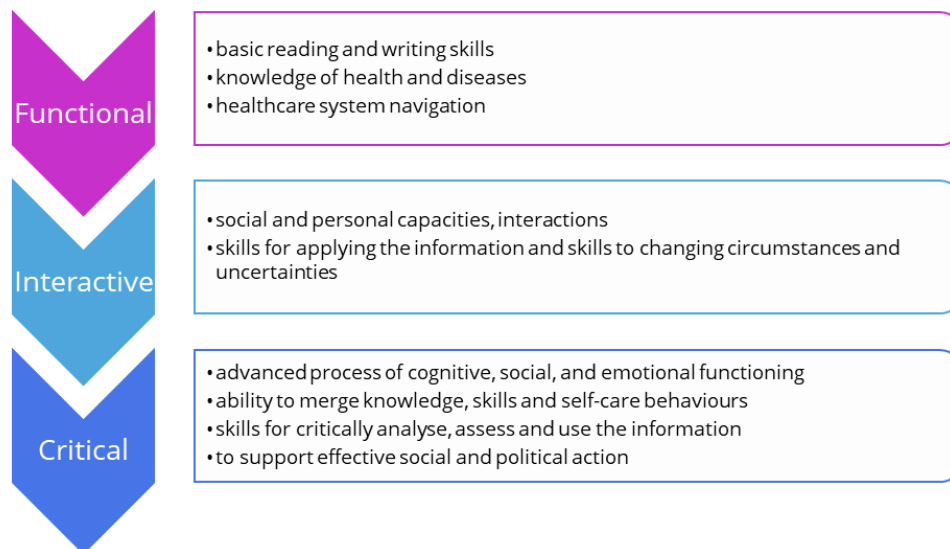 Functional
• basic reading and writing skills
• knowledge of health and diseases
• healthcare system navigation
Interactive
• social and personal capacities, interactions
• skills for applying the information and skills to changing circumstances and
uncertainties
Critical
• advanced process of cognitive, social, and emotional functioning
• ability to merge knowledge, skills and self-care behaviours
• skills for critically analyse, assess and use the information
• to support effective social and political action